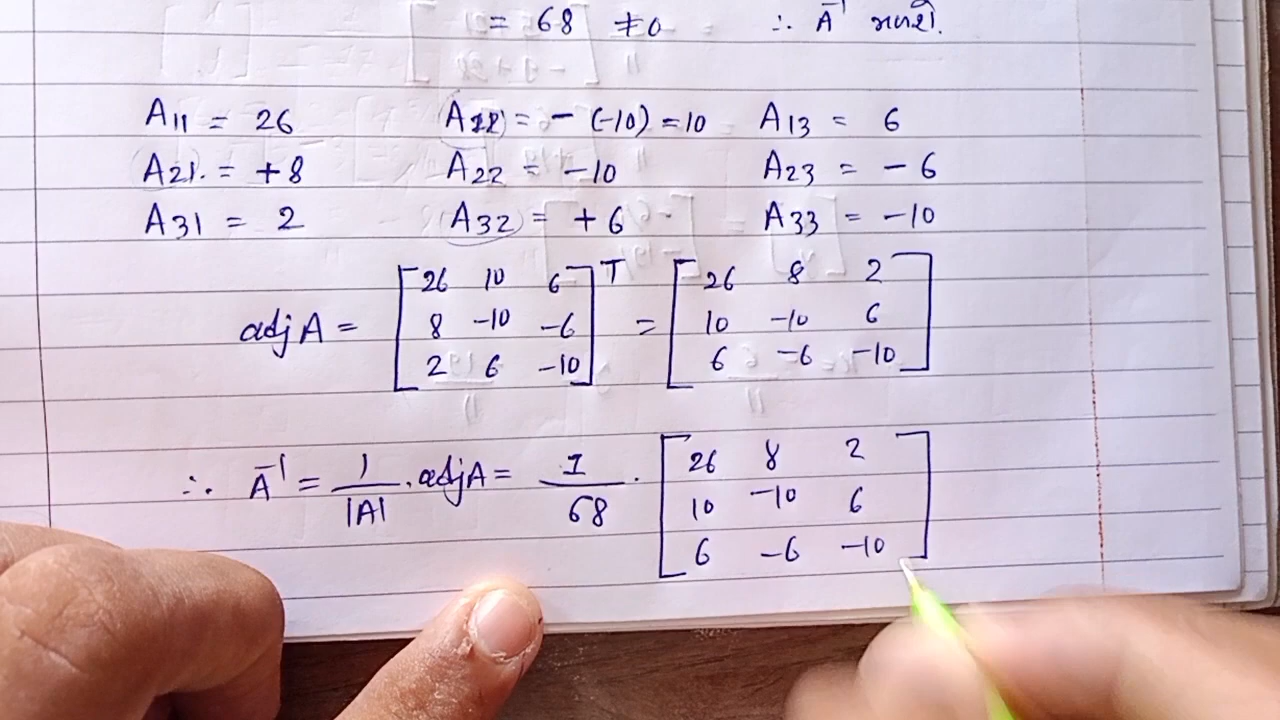 = 68 ≠0 ∴ A⁻¹ મળશે.
A11 = 26 A12 = - (-10) = 10 A13 = 6
A21 = +8 A22 = -10 A23 = - 6
A31 = 2 A32 = + 6 A33 = -10
adj A = [26 10 6; 8 -10 -6; 2 6 -10]ᵀ = [26 8 2; 10 -10 6; 6 -6 -10]
∴ A⁻¹ = 1/|A| . adj A = 1/68 . [26 8 2; 10 -10 6; 6 -6 -10]